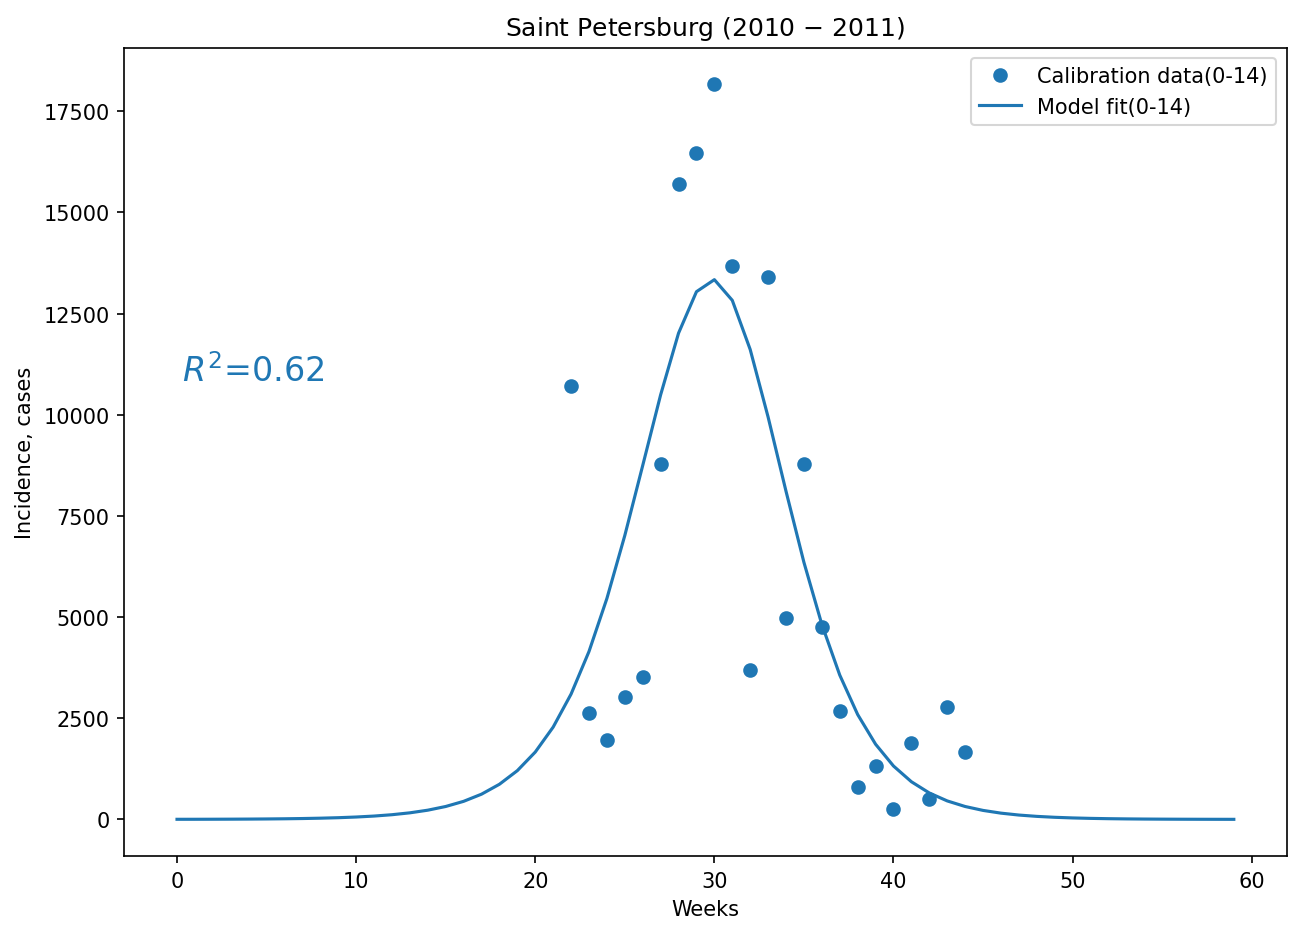 Saint Petersburg (2010 − 2011)
Calibration data(0-14)
Model fit(0-14)
R²=0.62
Incidence, cases
17500
15000
12500
10000
7500
5000
2500
0
0 10 20 30 40 50 60
Weeks